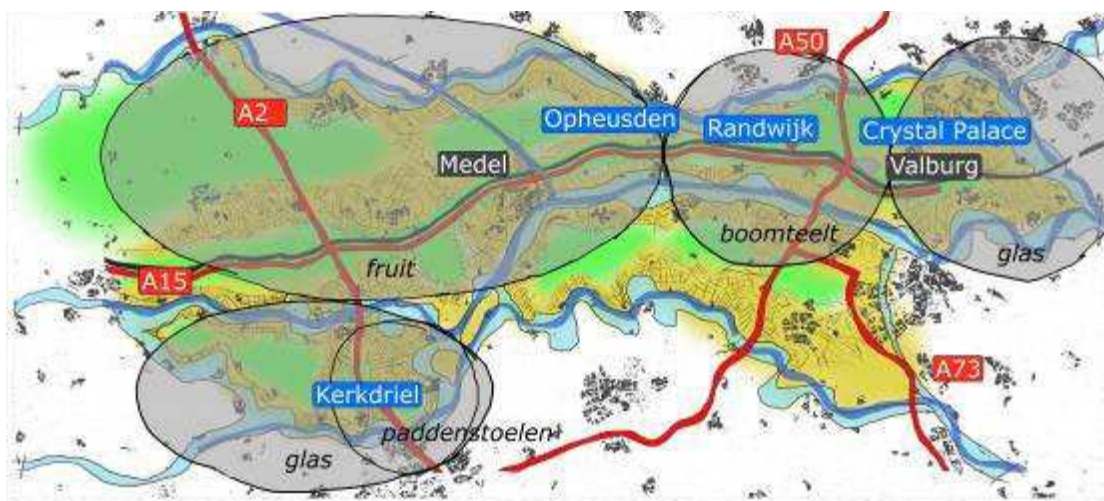 A50
A2
Opheusden
Randwijk
Crystal Palace
Medel
Valburg
boomteelt
glas
fruit
A15
A73
Kerkdriel
paddenstoelen
glas